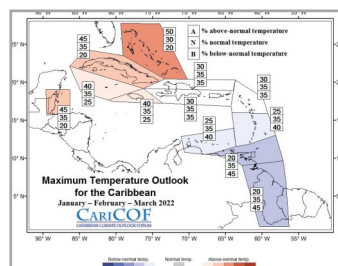 A % above-normal temperature
N % normal temperature
B % below-normal temperature
25°N
20°N
15°N
10°N
5°N
45
35
20
50
30
20
30
35
35
30
35
35
40
35
25
40
35
25
30
35
35
45
35
20
25
35
40
25
35
40
20
35
45
20
35
45
Maximum Temperature Outlook
for the Caribbean
January – February – March 2022
CARICOF
CARIBBEAN CLIMATE OUTLOOK FORUM
90°W 85°W 80°W 75°W 70°W 65°W 60°W 55°W
Below-normal temp. Normal temp. Above-normal temp.